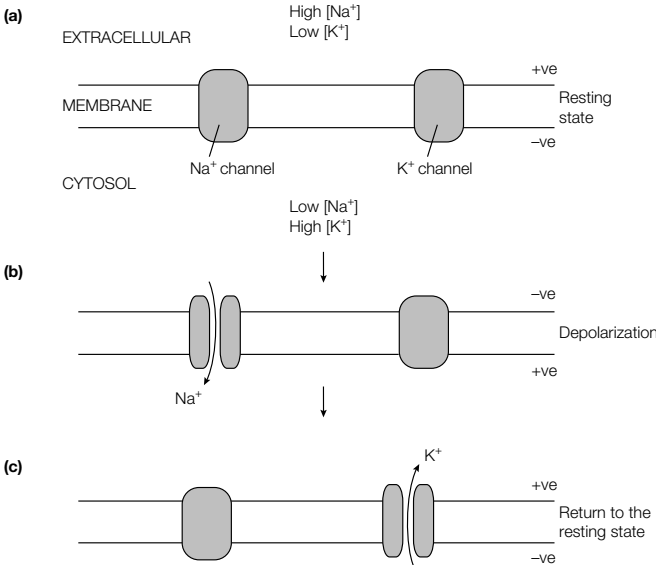 (a)
High [Na⁺]
Low [K⁺]
EXTRACELLULAR
+ve
MEMBRANE
Resting
state
–ve
Na⁺ channel
K⁺ channel
CYTOSOL
Low [Na⁺]
High [K⁺]
(b)
–ve
Depolarization
+ve
Na⁺
(c)
K⁺
+ve
Return to the
resting state
–ve